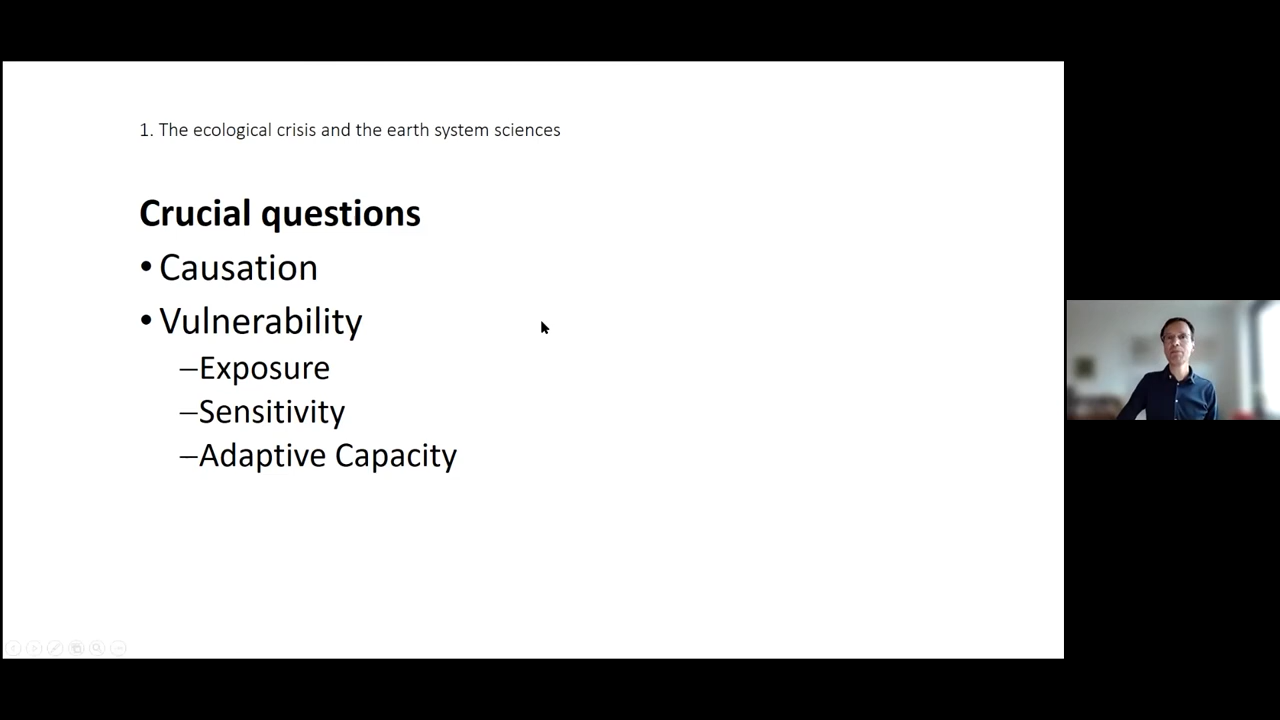 1. The ecological crisis and the earth system sciences
Crucial questions
• Causation
• Vulnerability
–Exposure
–Sensitivity
–Adaptive Capacity